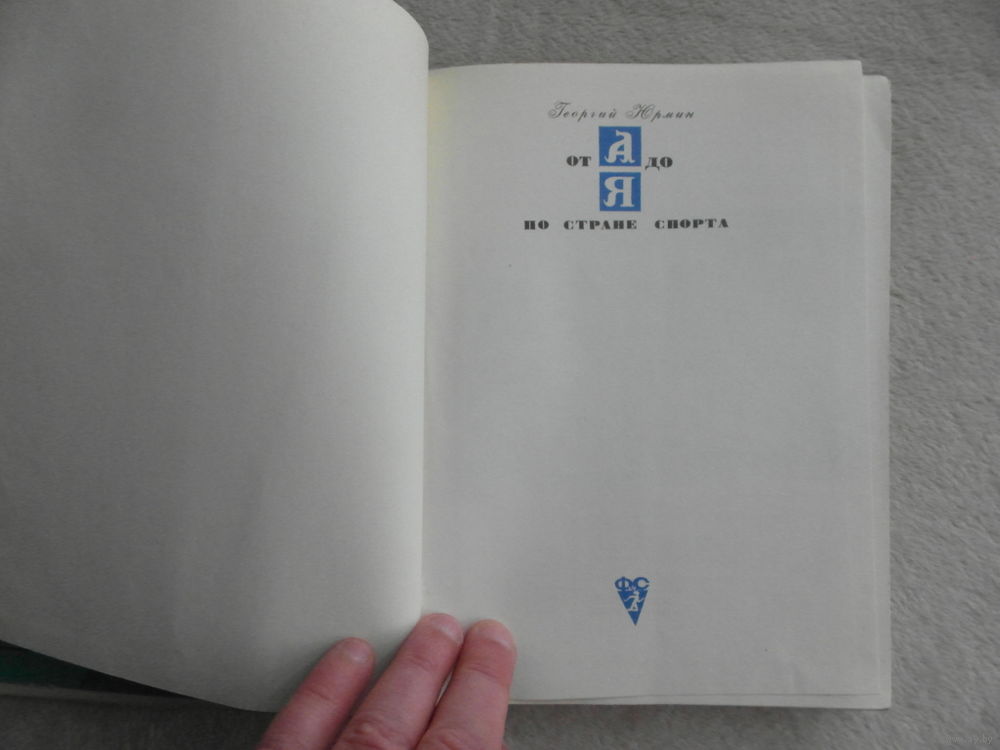 Георгий Юрмин
ОТ А ДО
Я
ПО СТРАНЕ СПОРТА
ФС